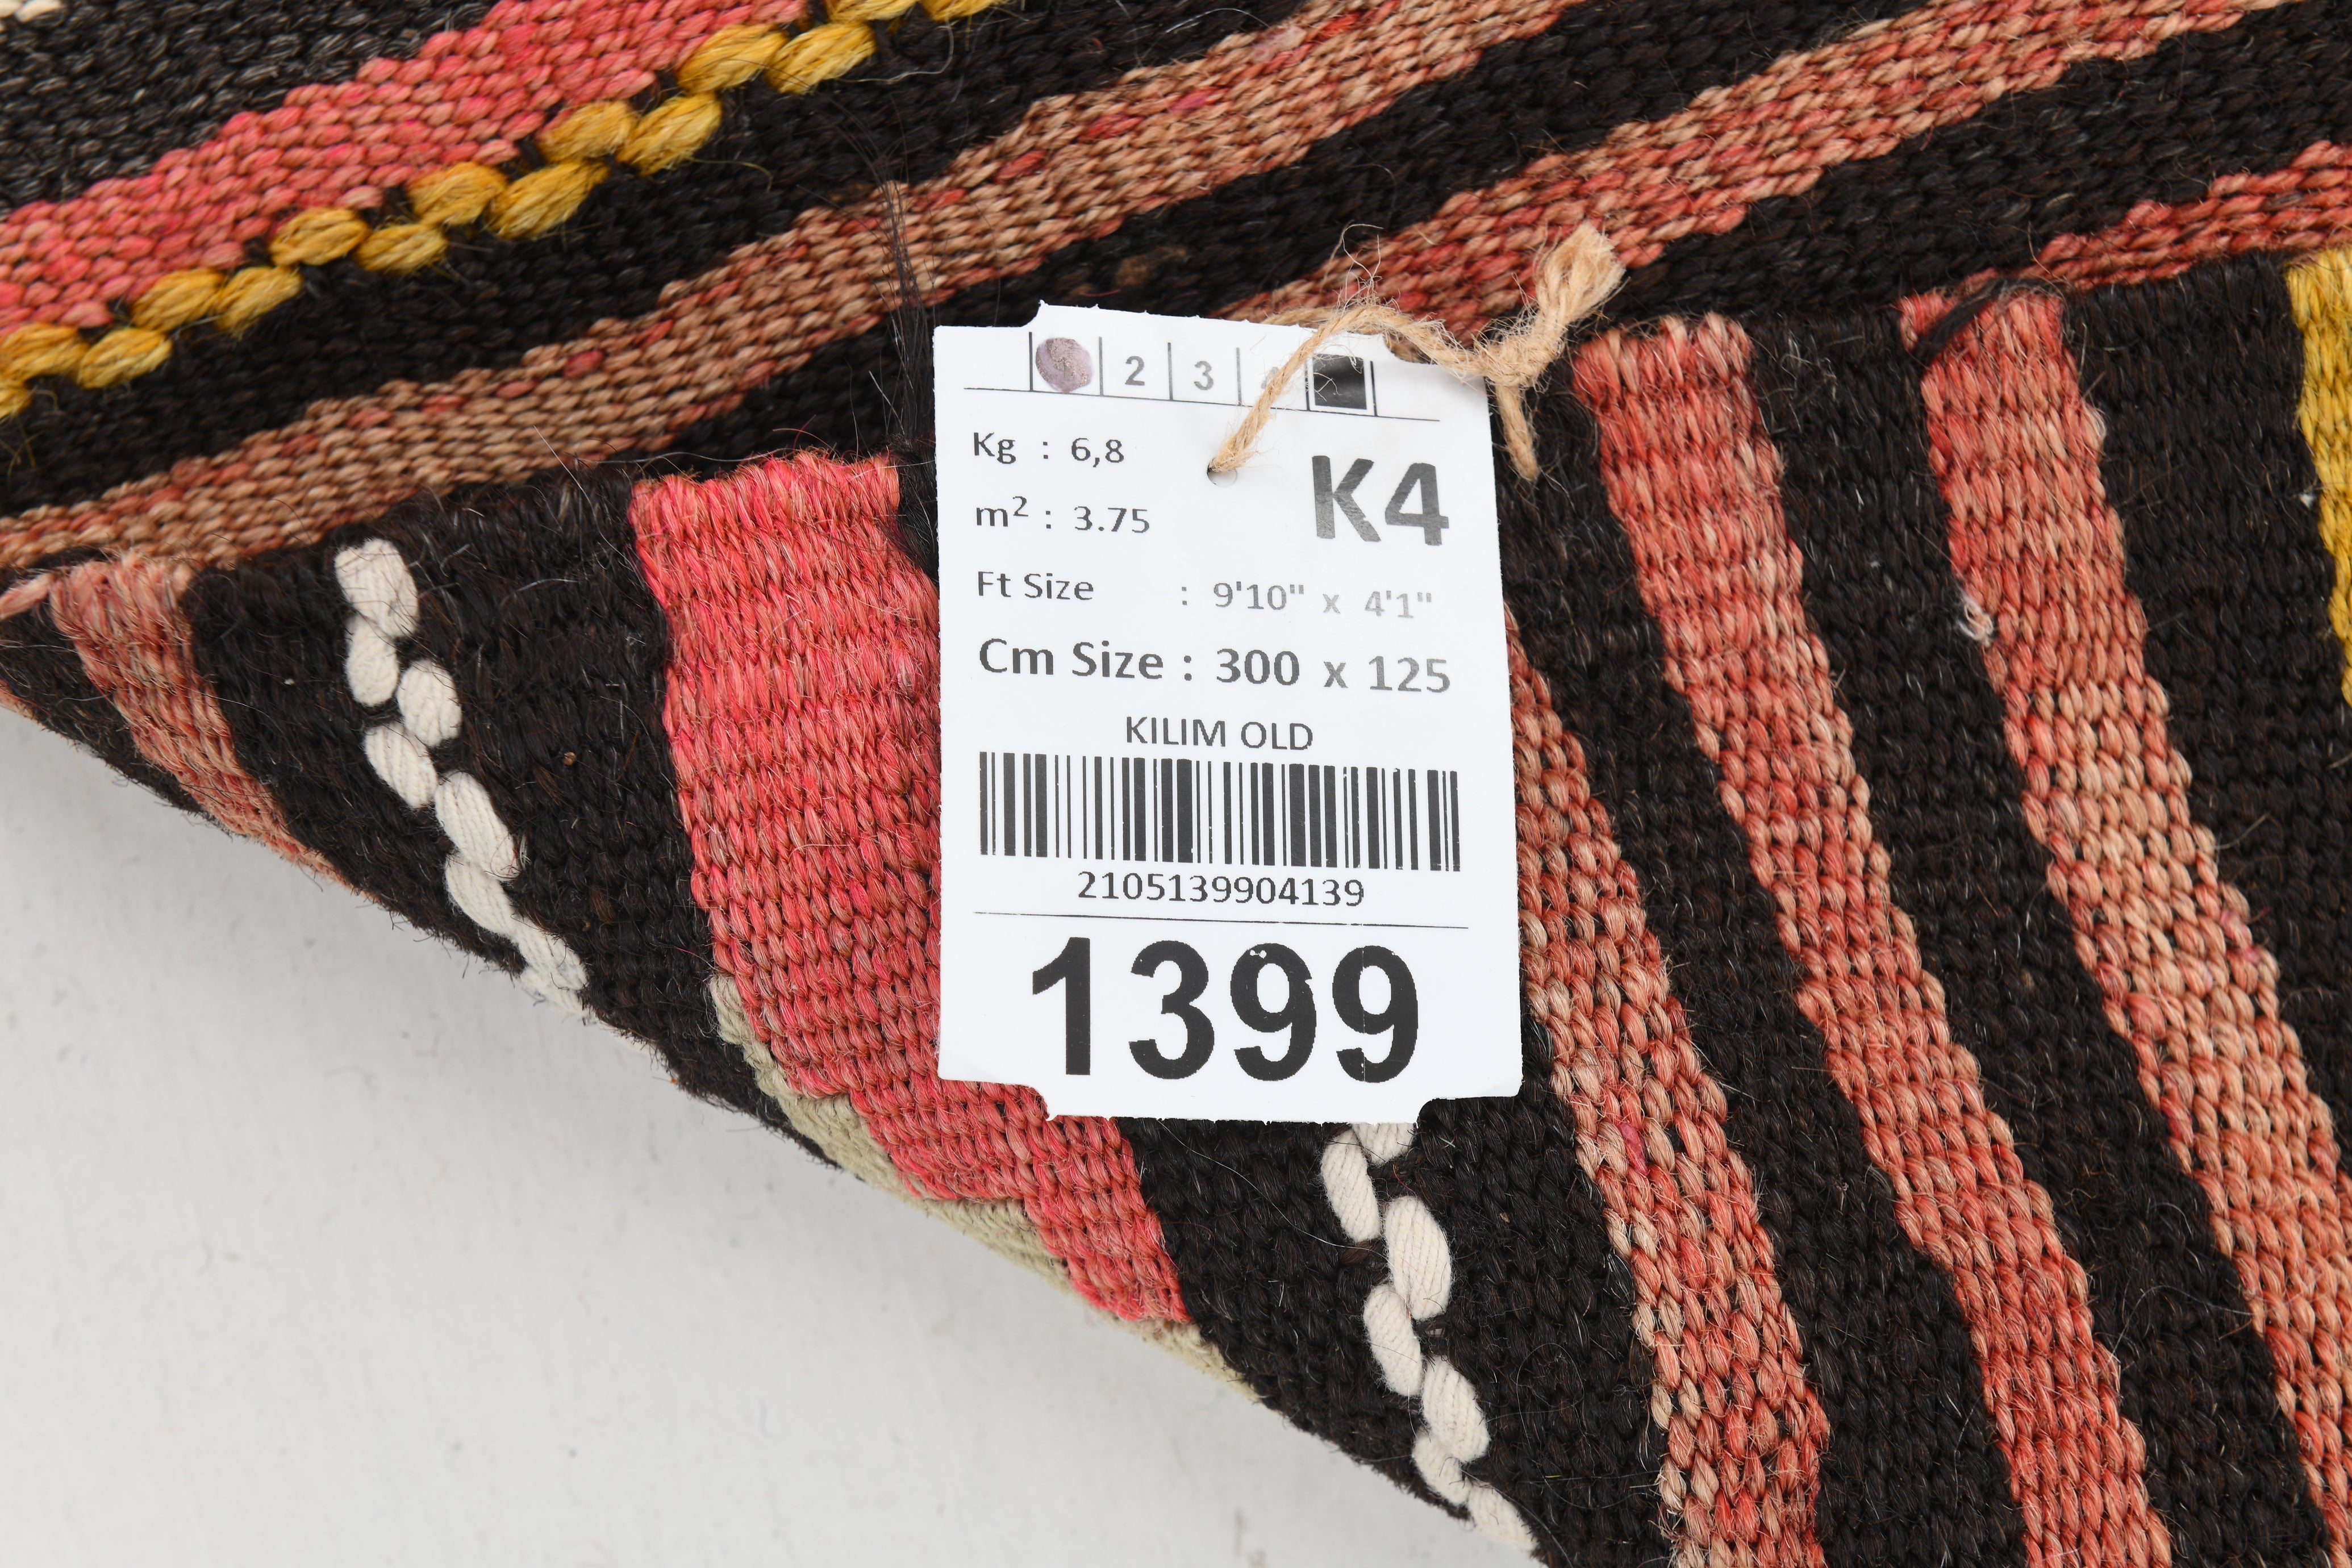 2 3
Kg : 6,8
K4
m² : 3.75
Ft Size : 9'10" x 4'1"
Cm Size : 300 x 125
KILIM OLD
2105139904139
1399